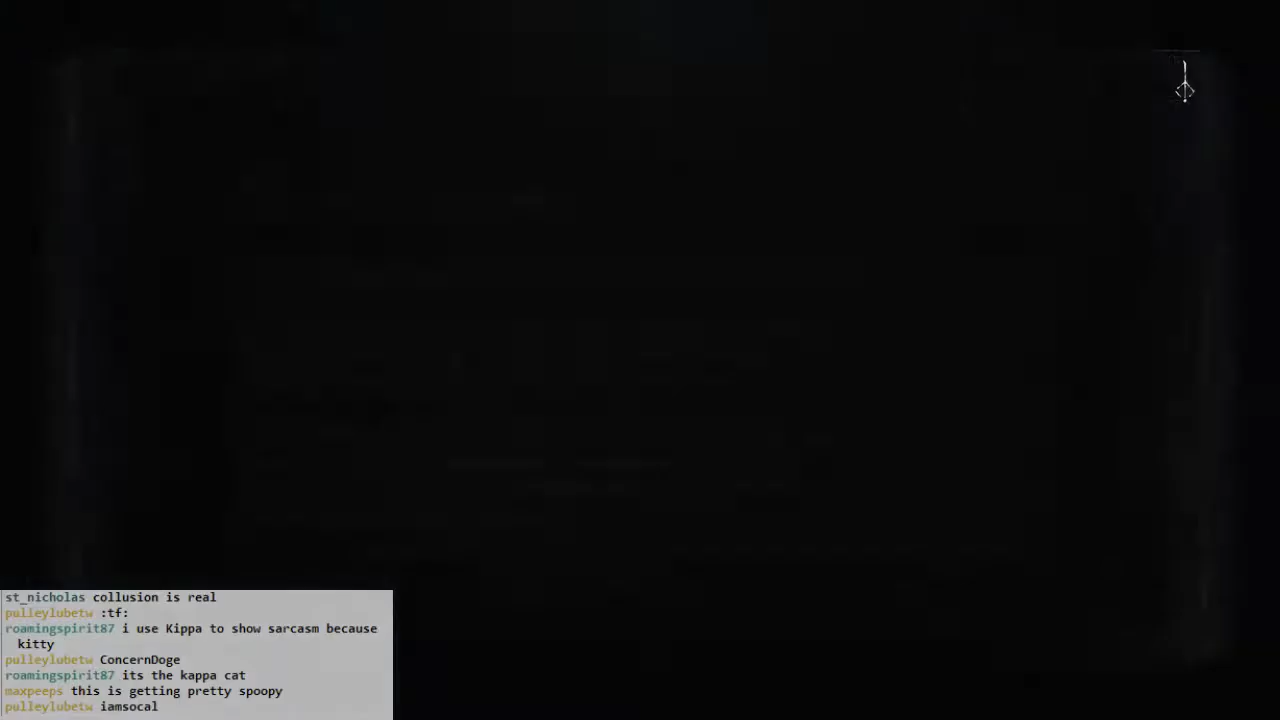 st_nicholas collusion is real
pulleylubetw :tf:
roamingspirit87 i use Kippa to show sarcasm because
kitty
pulleylubetw ConcernDoge
roamingspirit87 its the kappa cat
maxpeeps this is getting pretty spoopy
pulleylubetw iamsocal